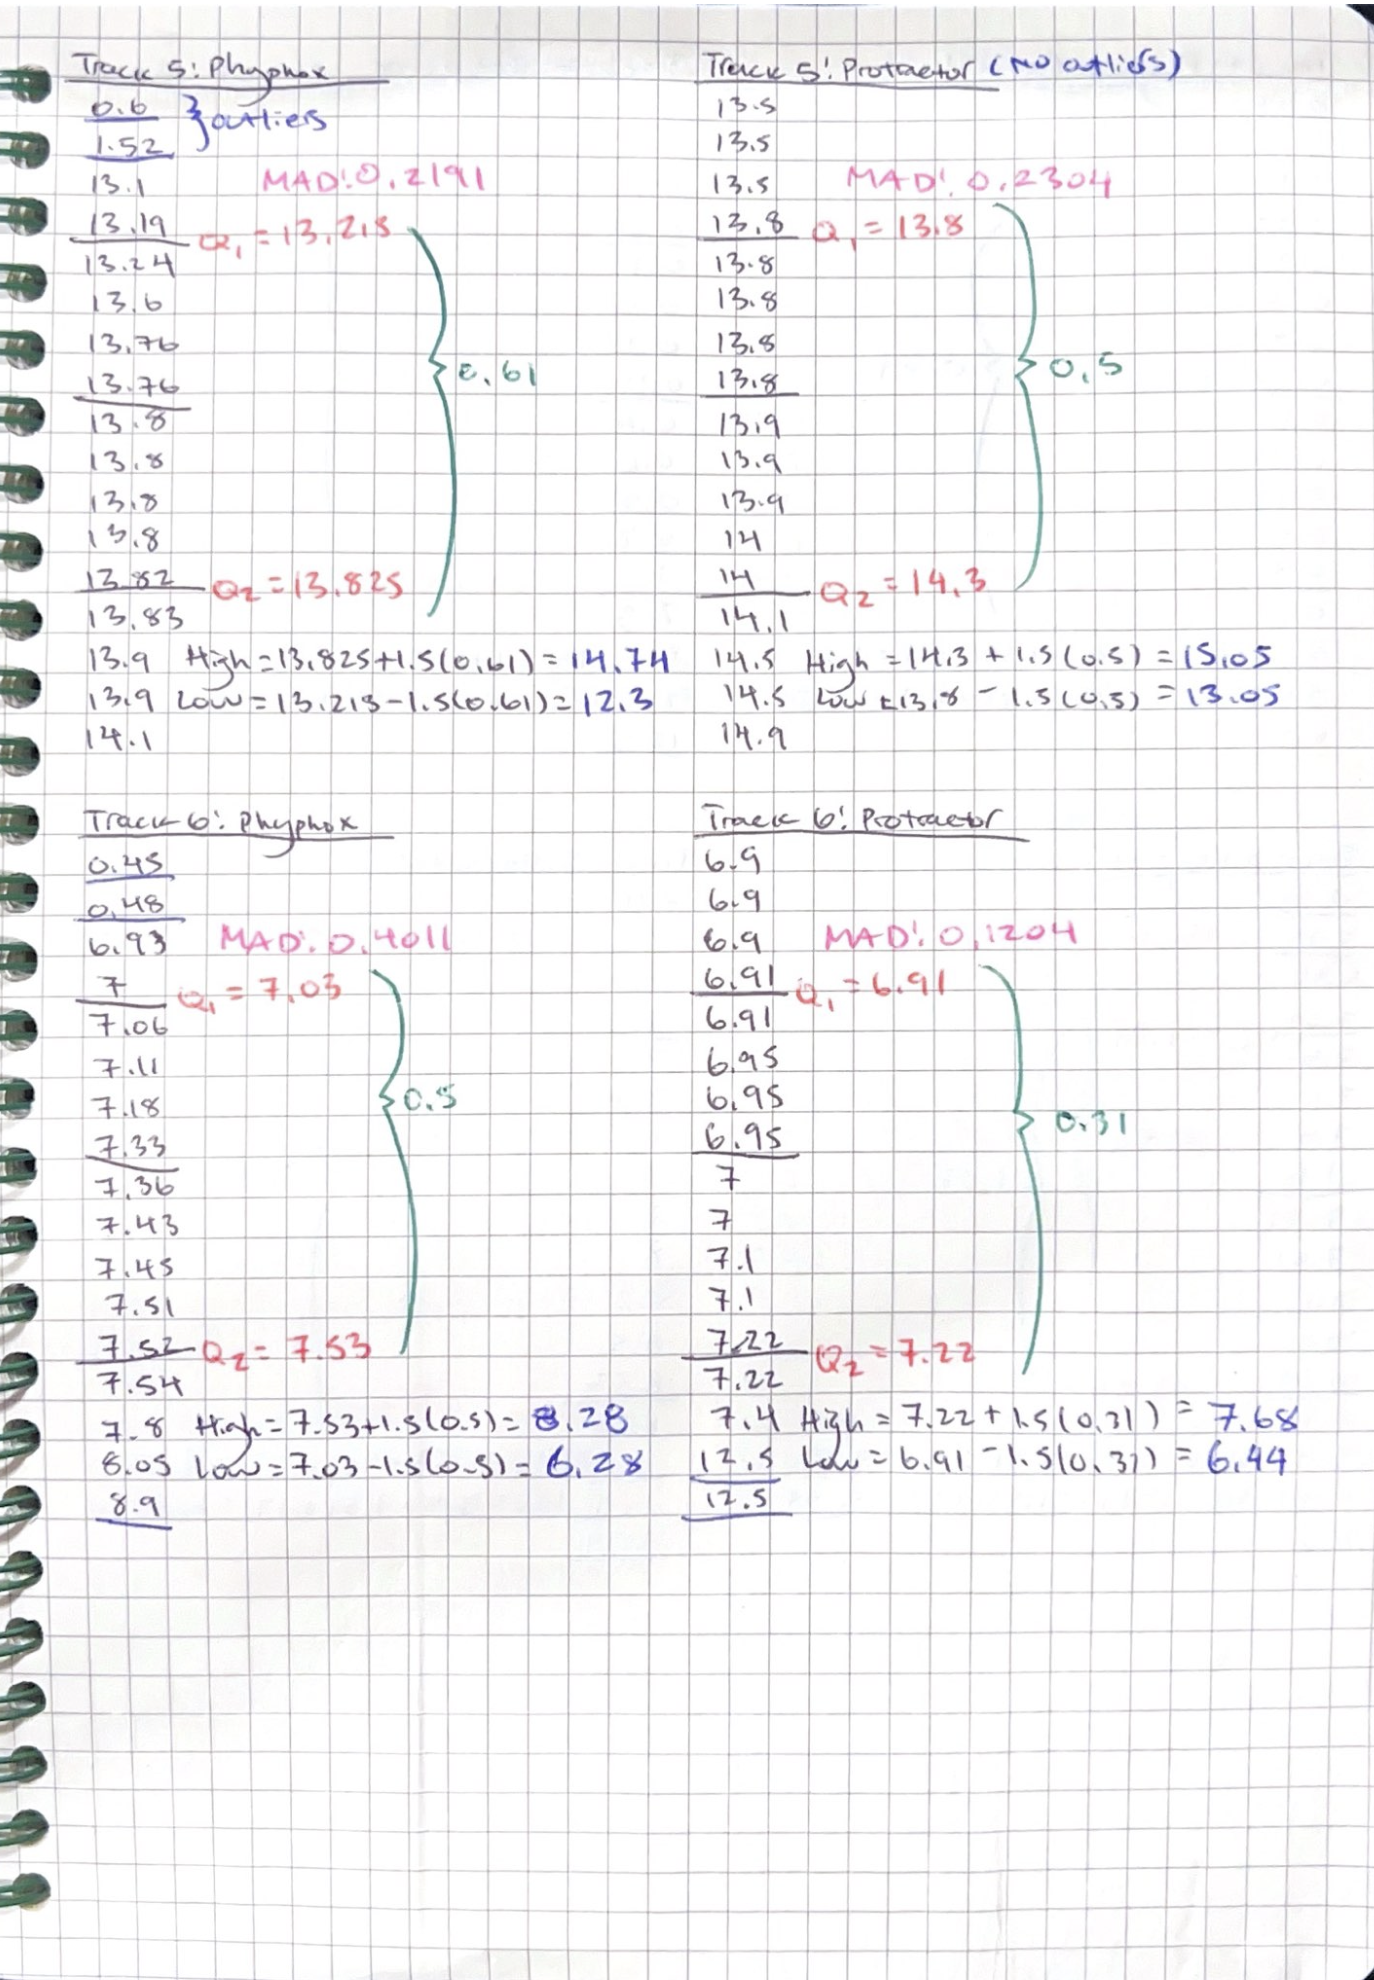 Track 5: Phyphox
0.6
1.52
} outliers
13.1
MAD: 0.2191
13.19
Q1 = 13.215
13.24
13.6
13.76
13.76
0.61
13.8
13.8
13.8
13.8
13.82
Q2 = 13.825
13.83
13.9 High = 13.825+1.5(0.61) = 14.74
13.9 Low = 13.215-1.5(0.61) = 12.3
14.1
Track 5: Protractor (No outliers)
13.5
13.5
13.5
MAD: 0.2304
13.8
Q1 = 13.8
13.8
13.8
13.8
13.8
0.5
13.9
13.9
13.9
14
14
Q2 = 14.3
14.1
14.5 High = 14.3 + 1.5(0.5) = 15.05
14.5 Low = 13.8 - 1.5(0.5) = 13.05
14.9
Track 6: Phyphox
0.45
0.48
6.93
MAD: 0.4011
7
Q1 = 7.03
7.06
7.11
7.18
0.5
7.33
7.36
7.43
7.45
7.51
7.52
Q2 = 7.53
7.54
7.8 High = 7.53+1.5(0.5) = 8.28
8.05 Low = 7.03-1.5(0.5) = 6.28
8.9
Track 6: Protractor
6.9
6.9
6.9
MAD: 0.1204
6.91
Q1 = 6.91
6.91
6.95
6.95
0.31
6.95
7
7
7.1
7.1
7.22
Q2 = 7.22
7.22
7.4 High = 7.22 + 1.5(0.31) = 7.68
12.5 Low = 6.91 - 1.5(0.31) = 6.44
12.5